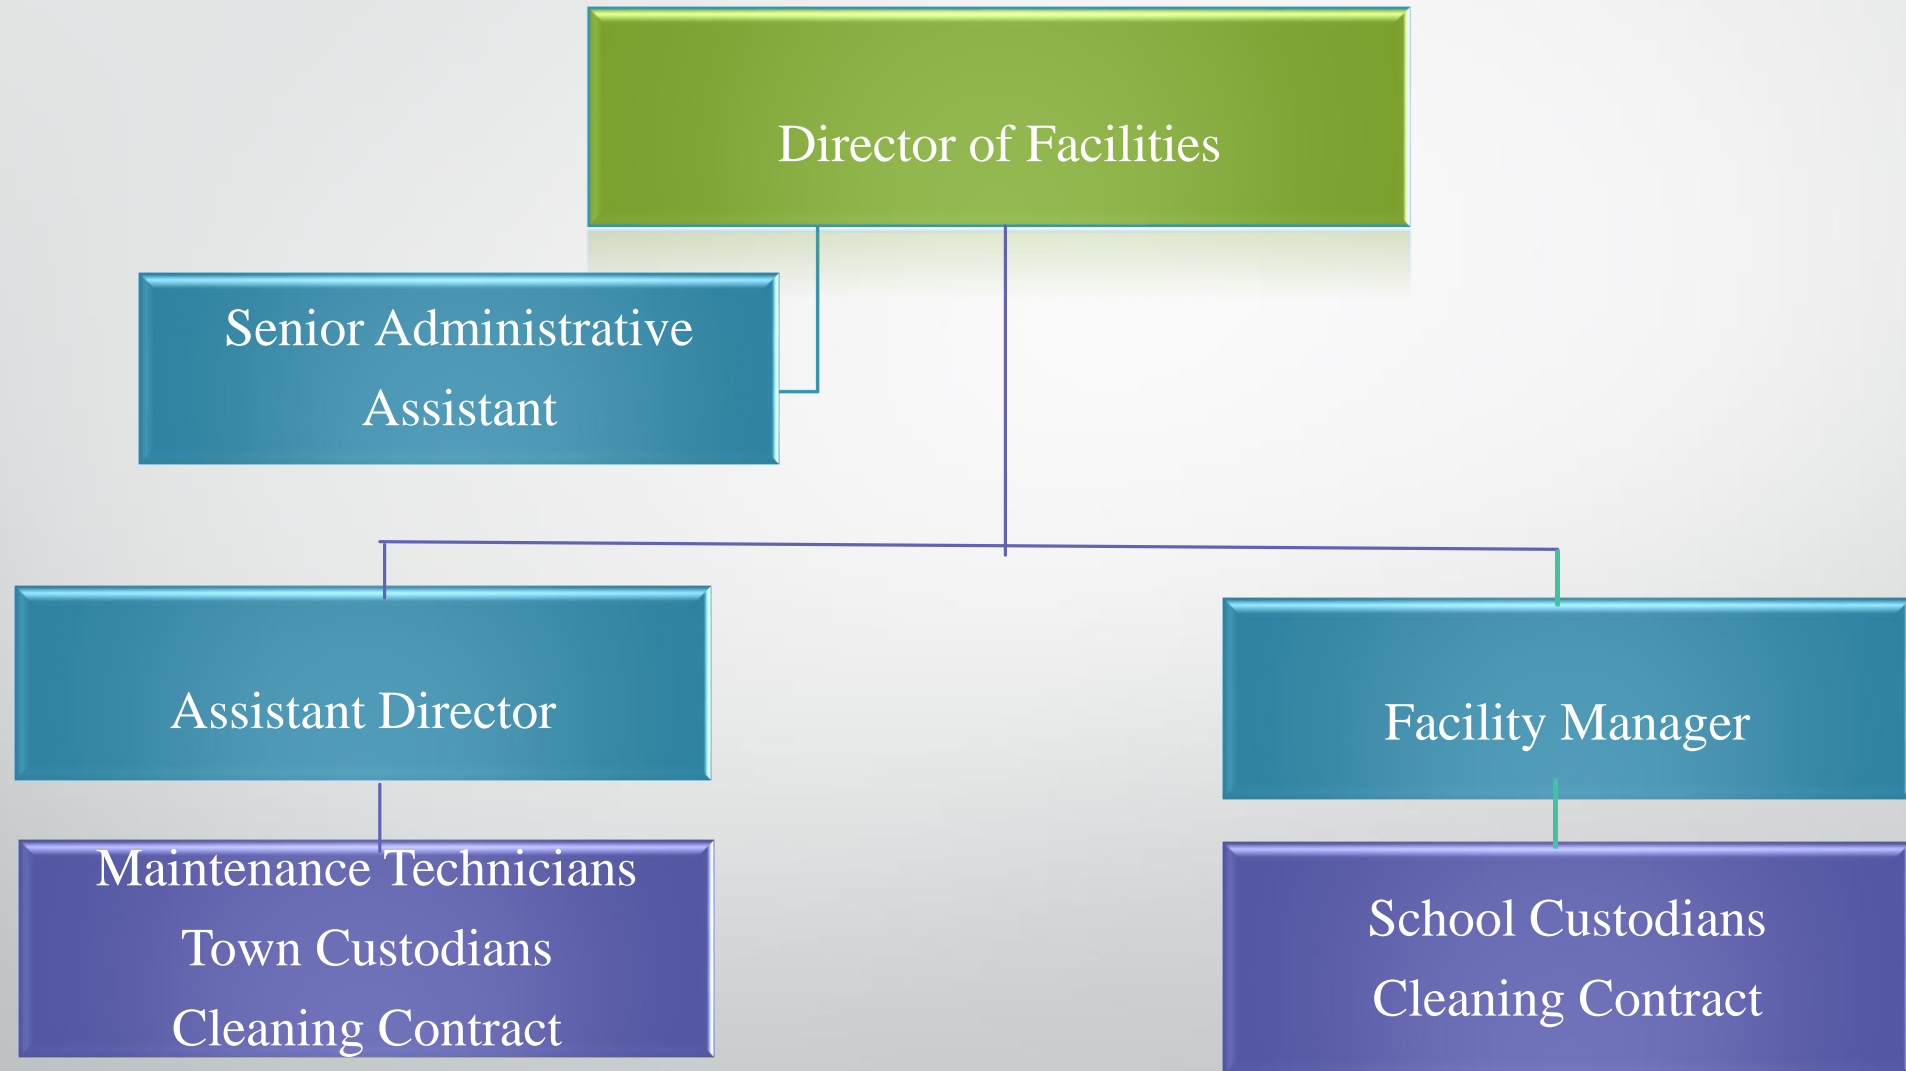 Director of Facilities
Senior Administrative
Assistant
Assistant Director
Facility Manager
Maintenance Technicians
Town Custodians
Cleaning Contract
School Custodians
Cleaning Contract